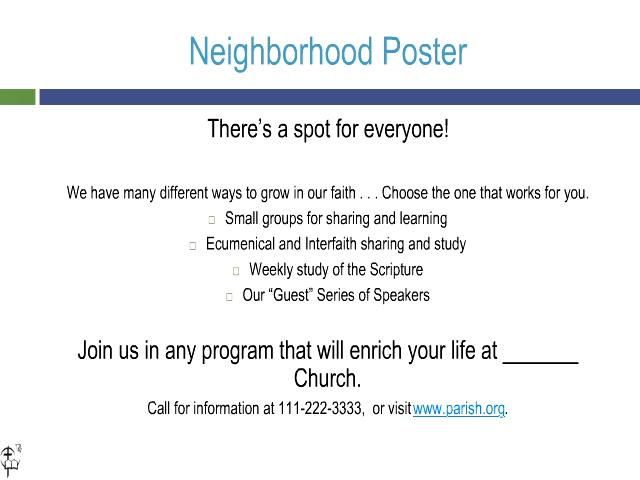 Neighborhood Poster
There's a spot for everyone!
We have many different ways to grow in our faith . . . Choose the one that works for you.
Small groups for sharing and learning
Ecumenical and Interfaith sharing and study
Weekly study of the Scripture
Our “Guest” Series of Speakers
Join us in any program that will enrich your life at _______
Church.
Call for information at 111-222-3333,  or visit www.parish.org.